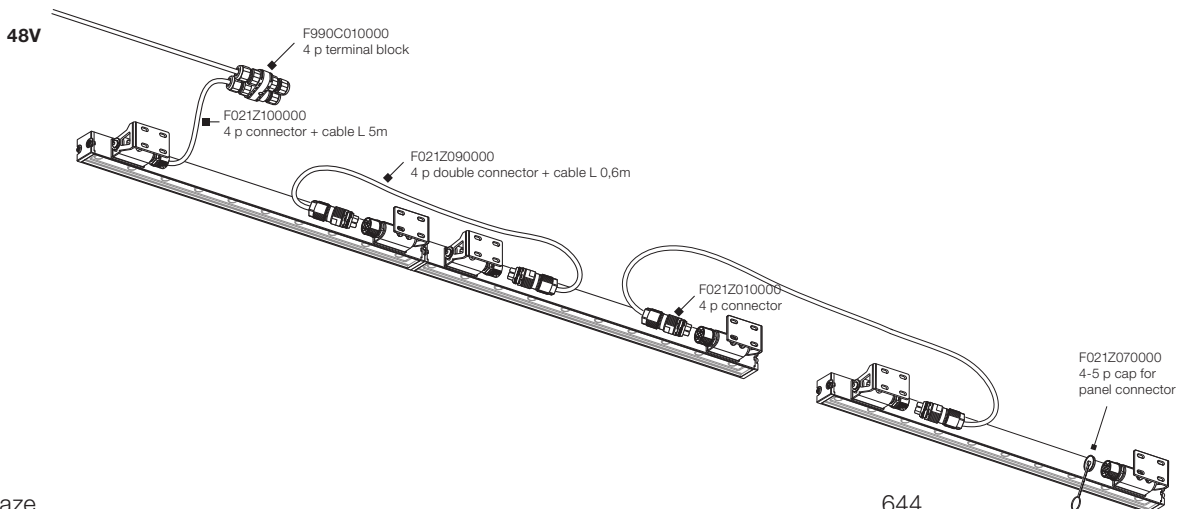 48V
F990C010000
4 p terminal block
F021Z100000
4 p connector + cable L 5m
F021Z090000
4 p double connector + cable L 0,6m
F021Z010000
4 p connector
F021Z070000
4-5 p cap for
panel connector
aze
644